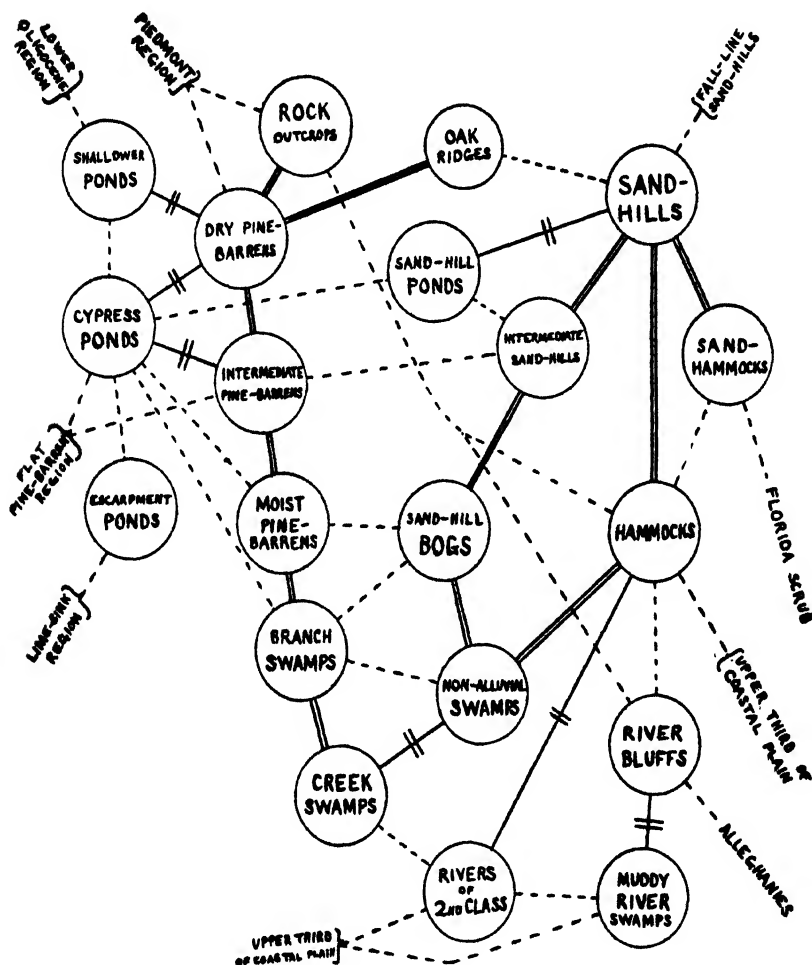 LOWER
OLIGOCENE
REGION
PIEDMONT
REGION
FALL-LINE
SAND-HILLS
ROCK
OUTCROPS
OAK
RIDGES
SHALLOWER
PONDS
SAND-
HILLS
DRY PINE-
BARRENS
SAND-HILL
PONDS
CYPRESS
PONDS
INTERMEDIATE
SAND-HILLS
SAND-
HAMMOCKS
INTERMEDIATE
PINE-BARRENS
FLAT
PINE-BARREN
REGION
ESCARPMENT
PONDS
MOIST
PINE-
BARRENS
SAND-HILL
BOGS
HAMMOCKS
FLORIDA SCRUB
LIME-SINK
REGION
BRANCH
SWAMPS
NON-ALLUVIAL
SWAMPS
UPPER THIRD OF
COASTAL PLAIN
RIVER
BLUFFS
CREEK
SWAMPS
ALLEGHANIES
RIVERS
OF
2ND CLASS
MUDDY
RIVER
SWAMPS
UPPER THIRD
OF COASTAL PLAIN